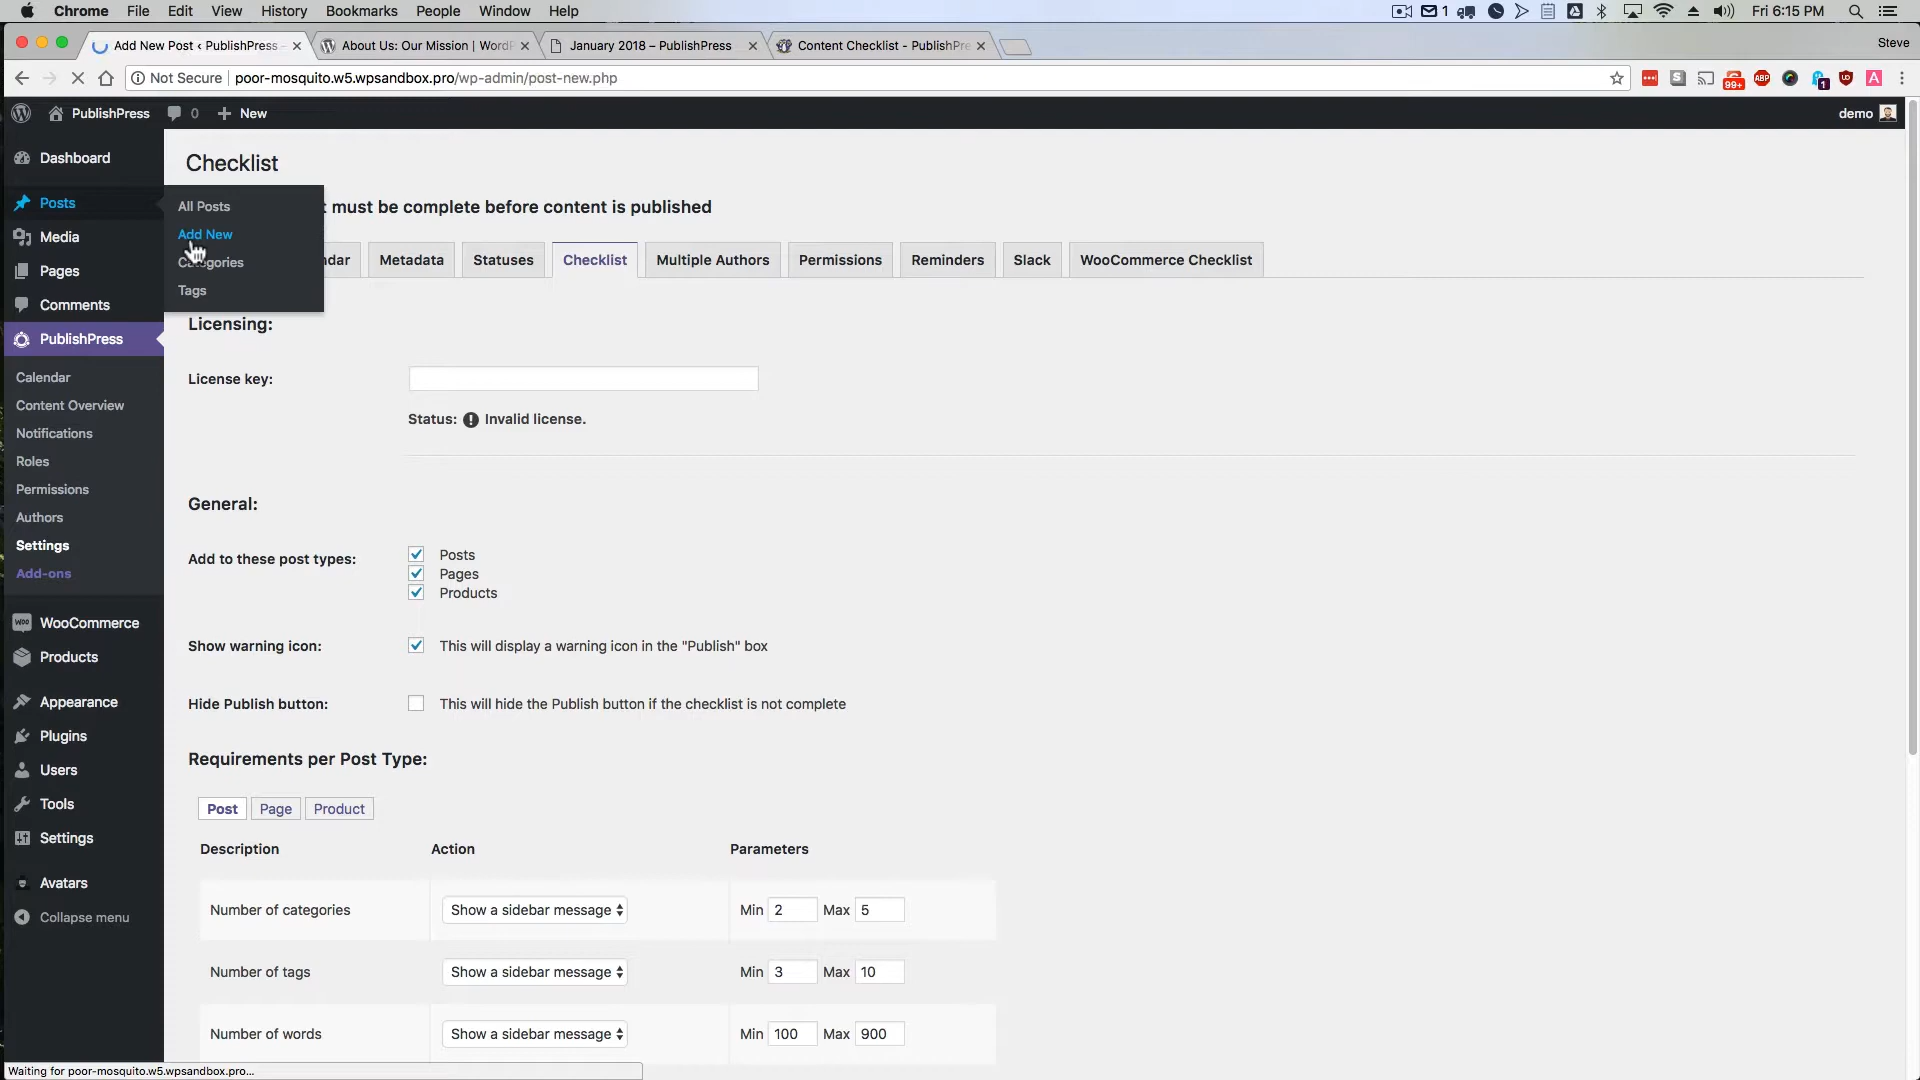 Chrome File Edit View History Bookmarks People Window Help 1 Fri 6:15 PM
Add New Post ‹ PublishPress - About Us: Our Mission | WordP January 2018 – PublishPress Content Checklist - PublishPre Steve
Not Secure poor-mosquito.w5.wpsandbox.pro/wp-admin/post-new.php 99+ ABP 1 A
PublishPress 0 + New demo
Dashboard
Posts
Media
Pages
Comments
PublishPress
Calendar
Content Overview
Notifications
Roles
Permissions
Authors
Settings
Add-ons
WooCommerce
Products
Appearance
Plugins
Users
Tools
Settings
Avatars
Collapse menu
All Posts
Add New
Categories
Tags
Checklist
t must be complete before content is published
dar Metadata Statuses Checklist Multiple Authors Permissions Reminders Slack WooCommerce Checklist
Licensing:
License key:
Status: Invalid license.
General:
Add to these post types: Posts
Pages
Products
Show warning icon: This will display a warning icon in the "Publish" box
Hide Publish button: This will hide the Publish button if the checklist is not complete
Requirements per Post Type:
Post Page Product
Description Action Parameters
Number of categories Show a sidebar message Min 2 Max 5
Number of tags Show a sidebar message Min 3 Max 10
Number of words Show a sidebar message Min 100 Max 900
Waiting for poor-mosquito.w5.wpsandbox.pro...